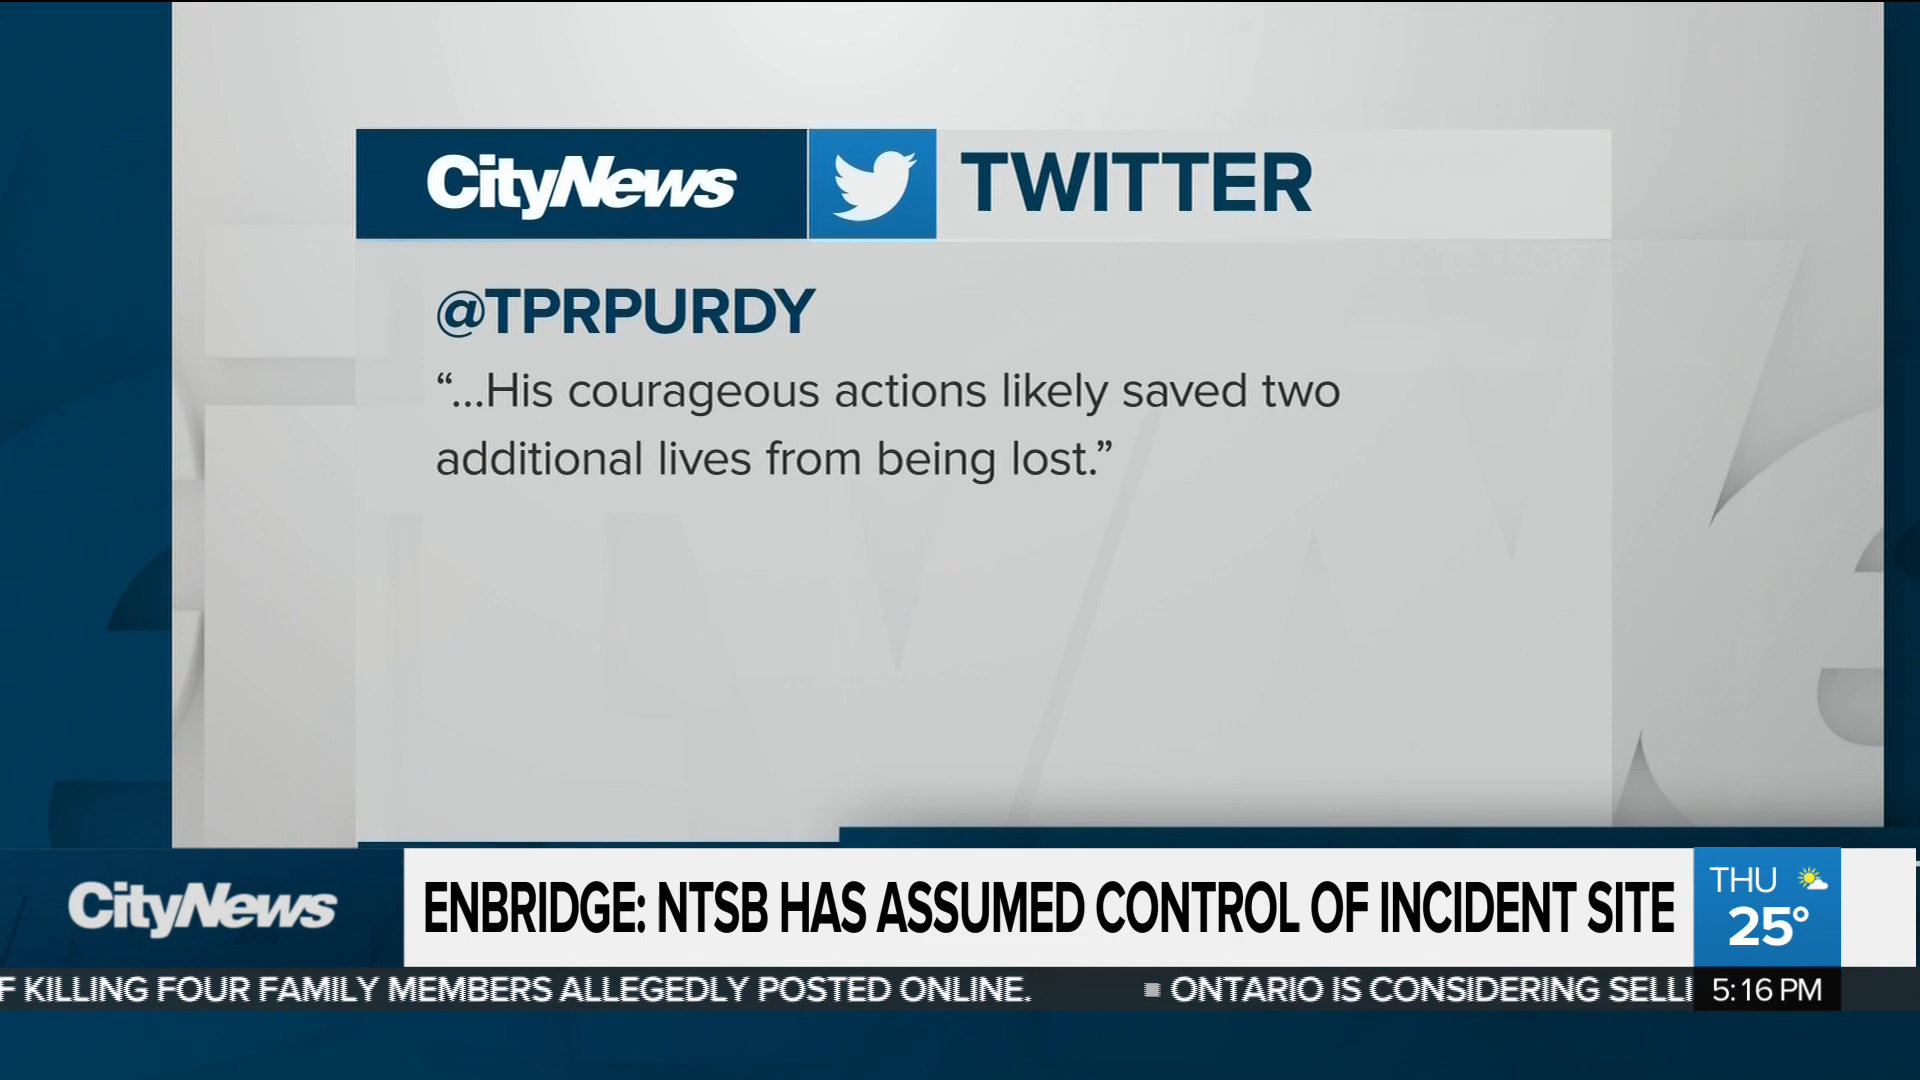 CityNews
TWITTER
@TPRPURDY
“...His courageous actions likely saved two
additional lives from being lost.”
CityNews
ENBRIDGE: NTSB HAS ASSUMED CONTROL OF INCIDENT SITE
THU
25°
F KILLING FOUR FAMILY MEMBERS ALLEGEDLY POSTED ONLINE.
ONTARIO IS CONSIDERING SELLI
5:16 PM